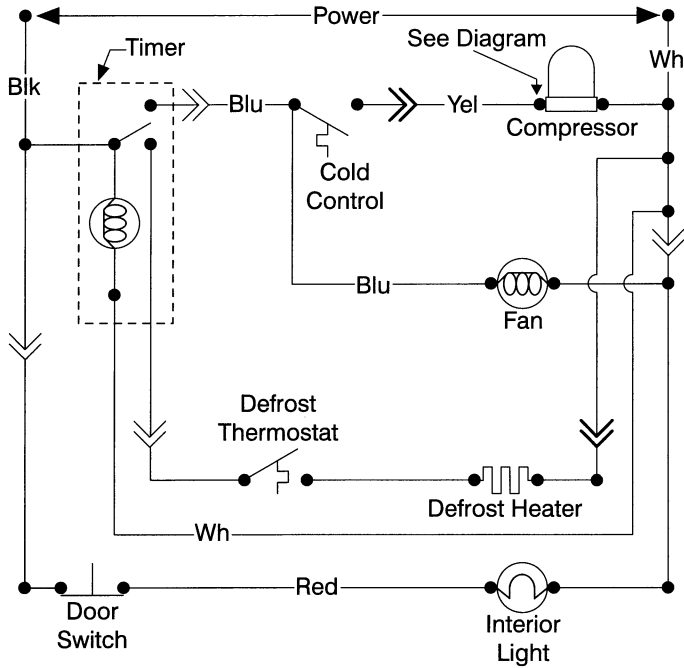 Power
See Diagram
Timer
Wh
Blk
Blu
Yel
Compressor
Cold
Control
Blu
Fan
Defrost
Thermostat
Defrost Heater
Wh
Red
Door
Switch
Interior
Light